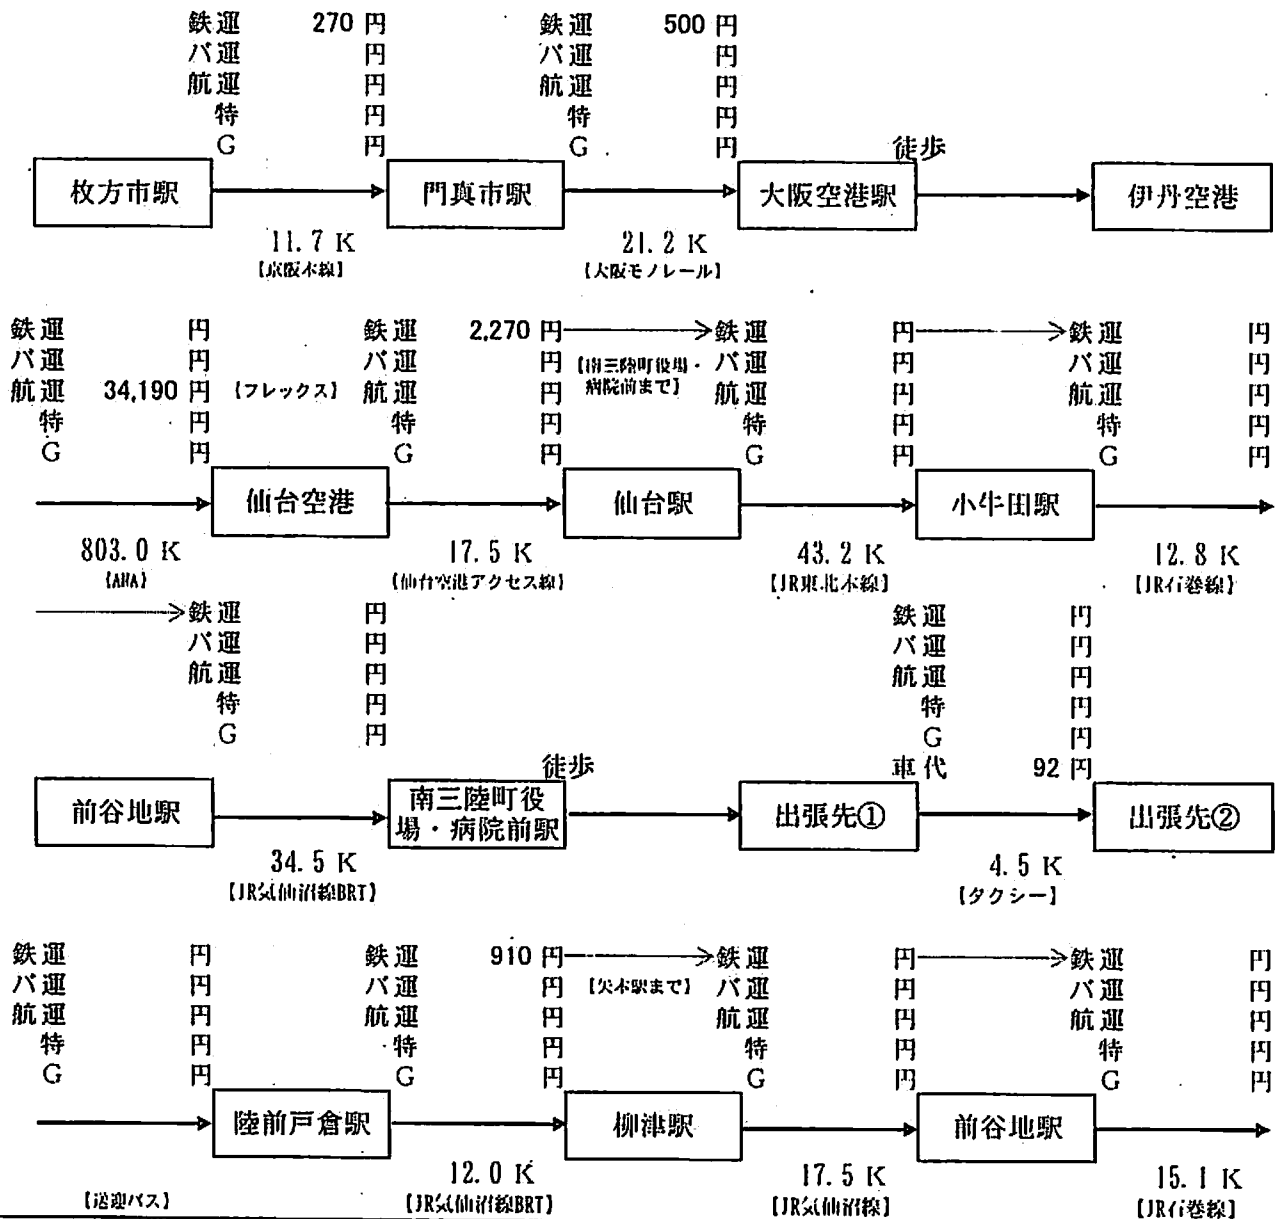 鉄運 270 円 鉄運 500 円
バ運 円 バ運 円
航運 円 航運 円
特 円 特 円
G 円 G 円
徒歩
枚方市駅 門真市駅 大阪空港駅 伊丹空港
11.7 K 21.2 K
【京阪本線】 【大阪モノレール】
鉄運 円 鉄運 2,270 円 鉄運 円 鉄運 円
バ運 円 バ運 円 【南三陸町役場・ バ運 円 バ運 円
航運 34,190 円 【フレックス】 航運 円 病院前まで】 航運 円 航運 円
特 円 特 円 特 円 特 円
G 円 G 円 G 円 G 円
仙台空港 仙台駅 小牛田駅
803.0 K 17.5 K 43.2 K 12.8 K
【ANA】 【仙台空港アクセス線】 【JR東北本線】 【JR石巻線】
鉄運 円 鉄運 円
バ運 円 バ運 円
航運 円 航運 円
特 円 特 円
G 円 G 円
徒歩 車代 92 円
前谷地駅 南三陸町役 出張先① 出張先②
場・病院前駅
34.5 K 4.5 K
【JR気仙沼線BRT】 【タクシー】
鉄運 円 鉄運 910 円 鉄運 円 鉄運 円
バ運 円 バ運 円 【矢本駅まで】 バ運 円 バ運 円
航運 円 航運 円 航運 円 航運 円
特 円 特 円 特 円 特 円
G 円 G 円 G 円 G 円
陸前戸倉駅 柳津駅 前谷地駅
12.0 K 17.5 K 15.1 K
【送迎バス】 【JR気仙沼線BRT】 【JR気仙沼線】 【JR石巻線】